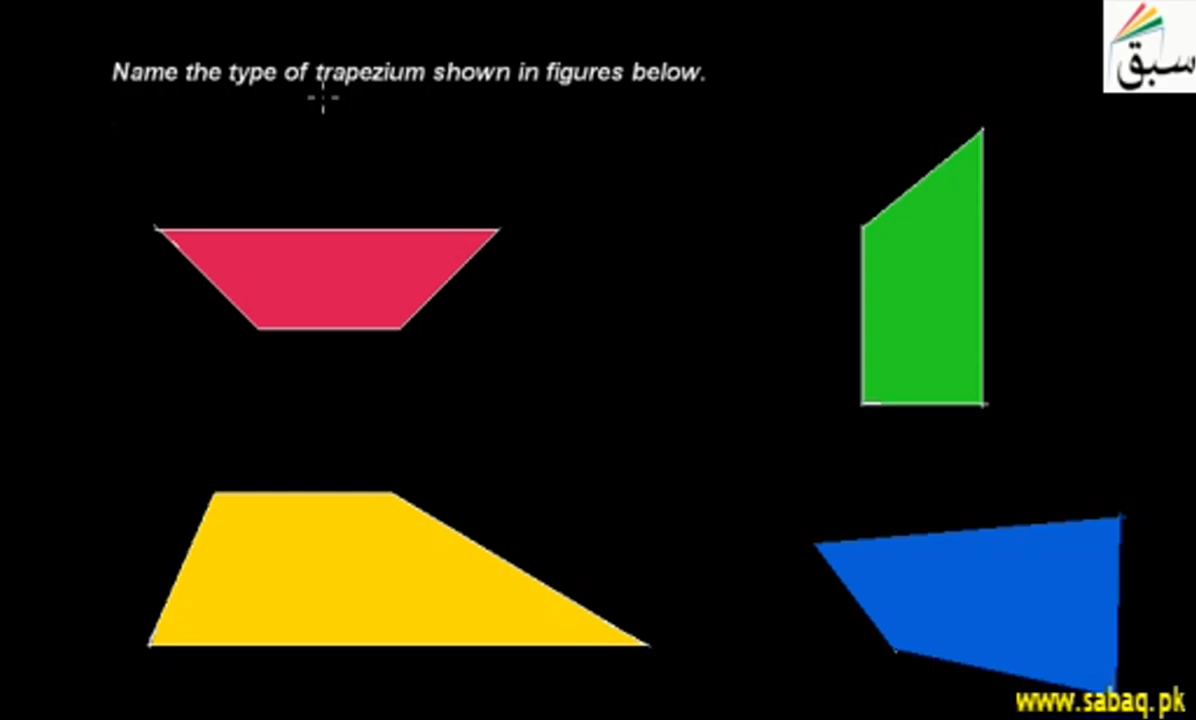 Name the type of trapezium shown in figures below.
سبق
www.sabaq.pk